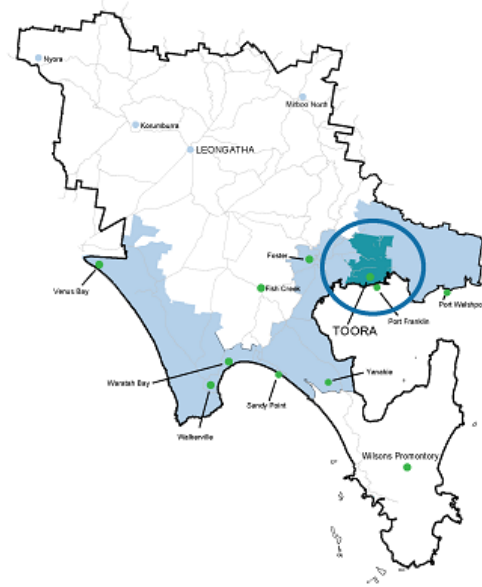 Nyora
Mirboo North
Korumburra
LEONGATHA
Foster
Venus Bay
Fish Creek
Port Welshpo
Port Franklin
TOORA
Waratah Bay
Yanakie
Sandy Point
Walkerville
Wilsons Promontory